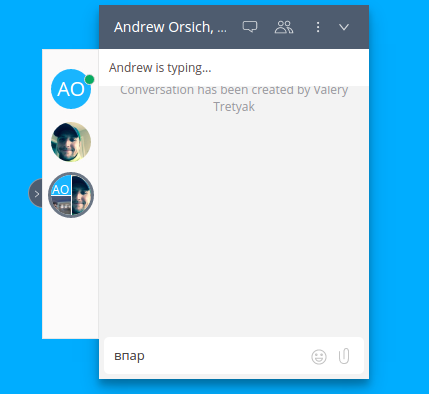 Andrew Orsich, ...
Andrew is typing...
Conversation has been created by Valery
Tretyak
AO
AO
впар